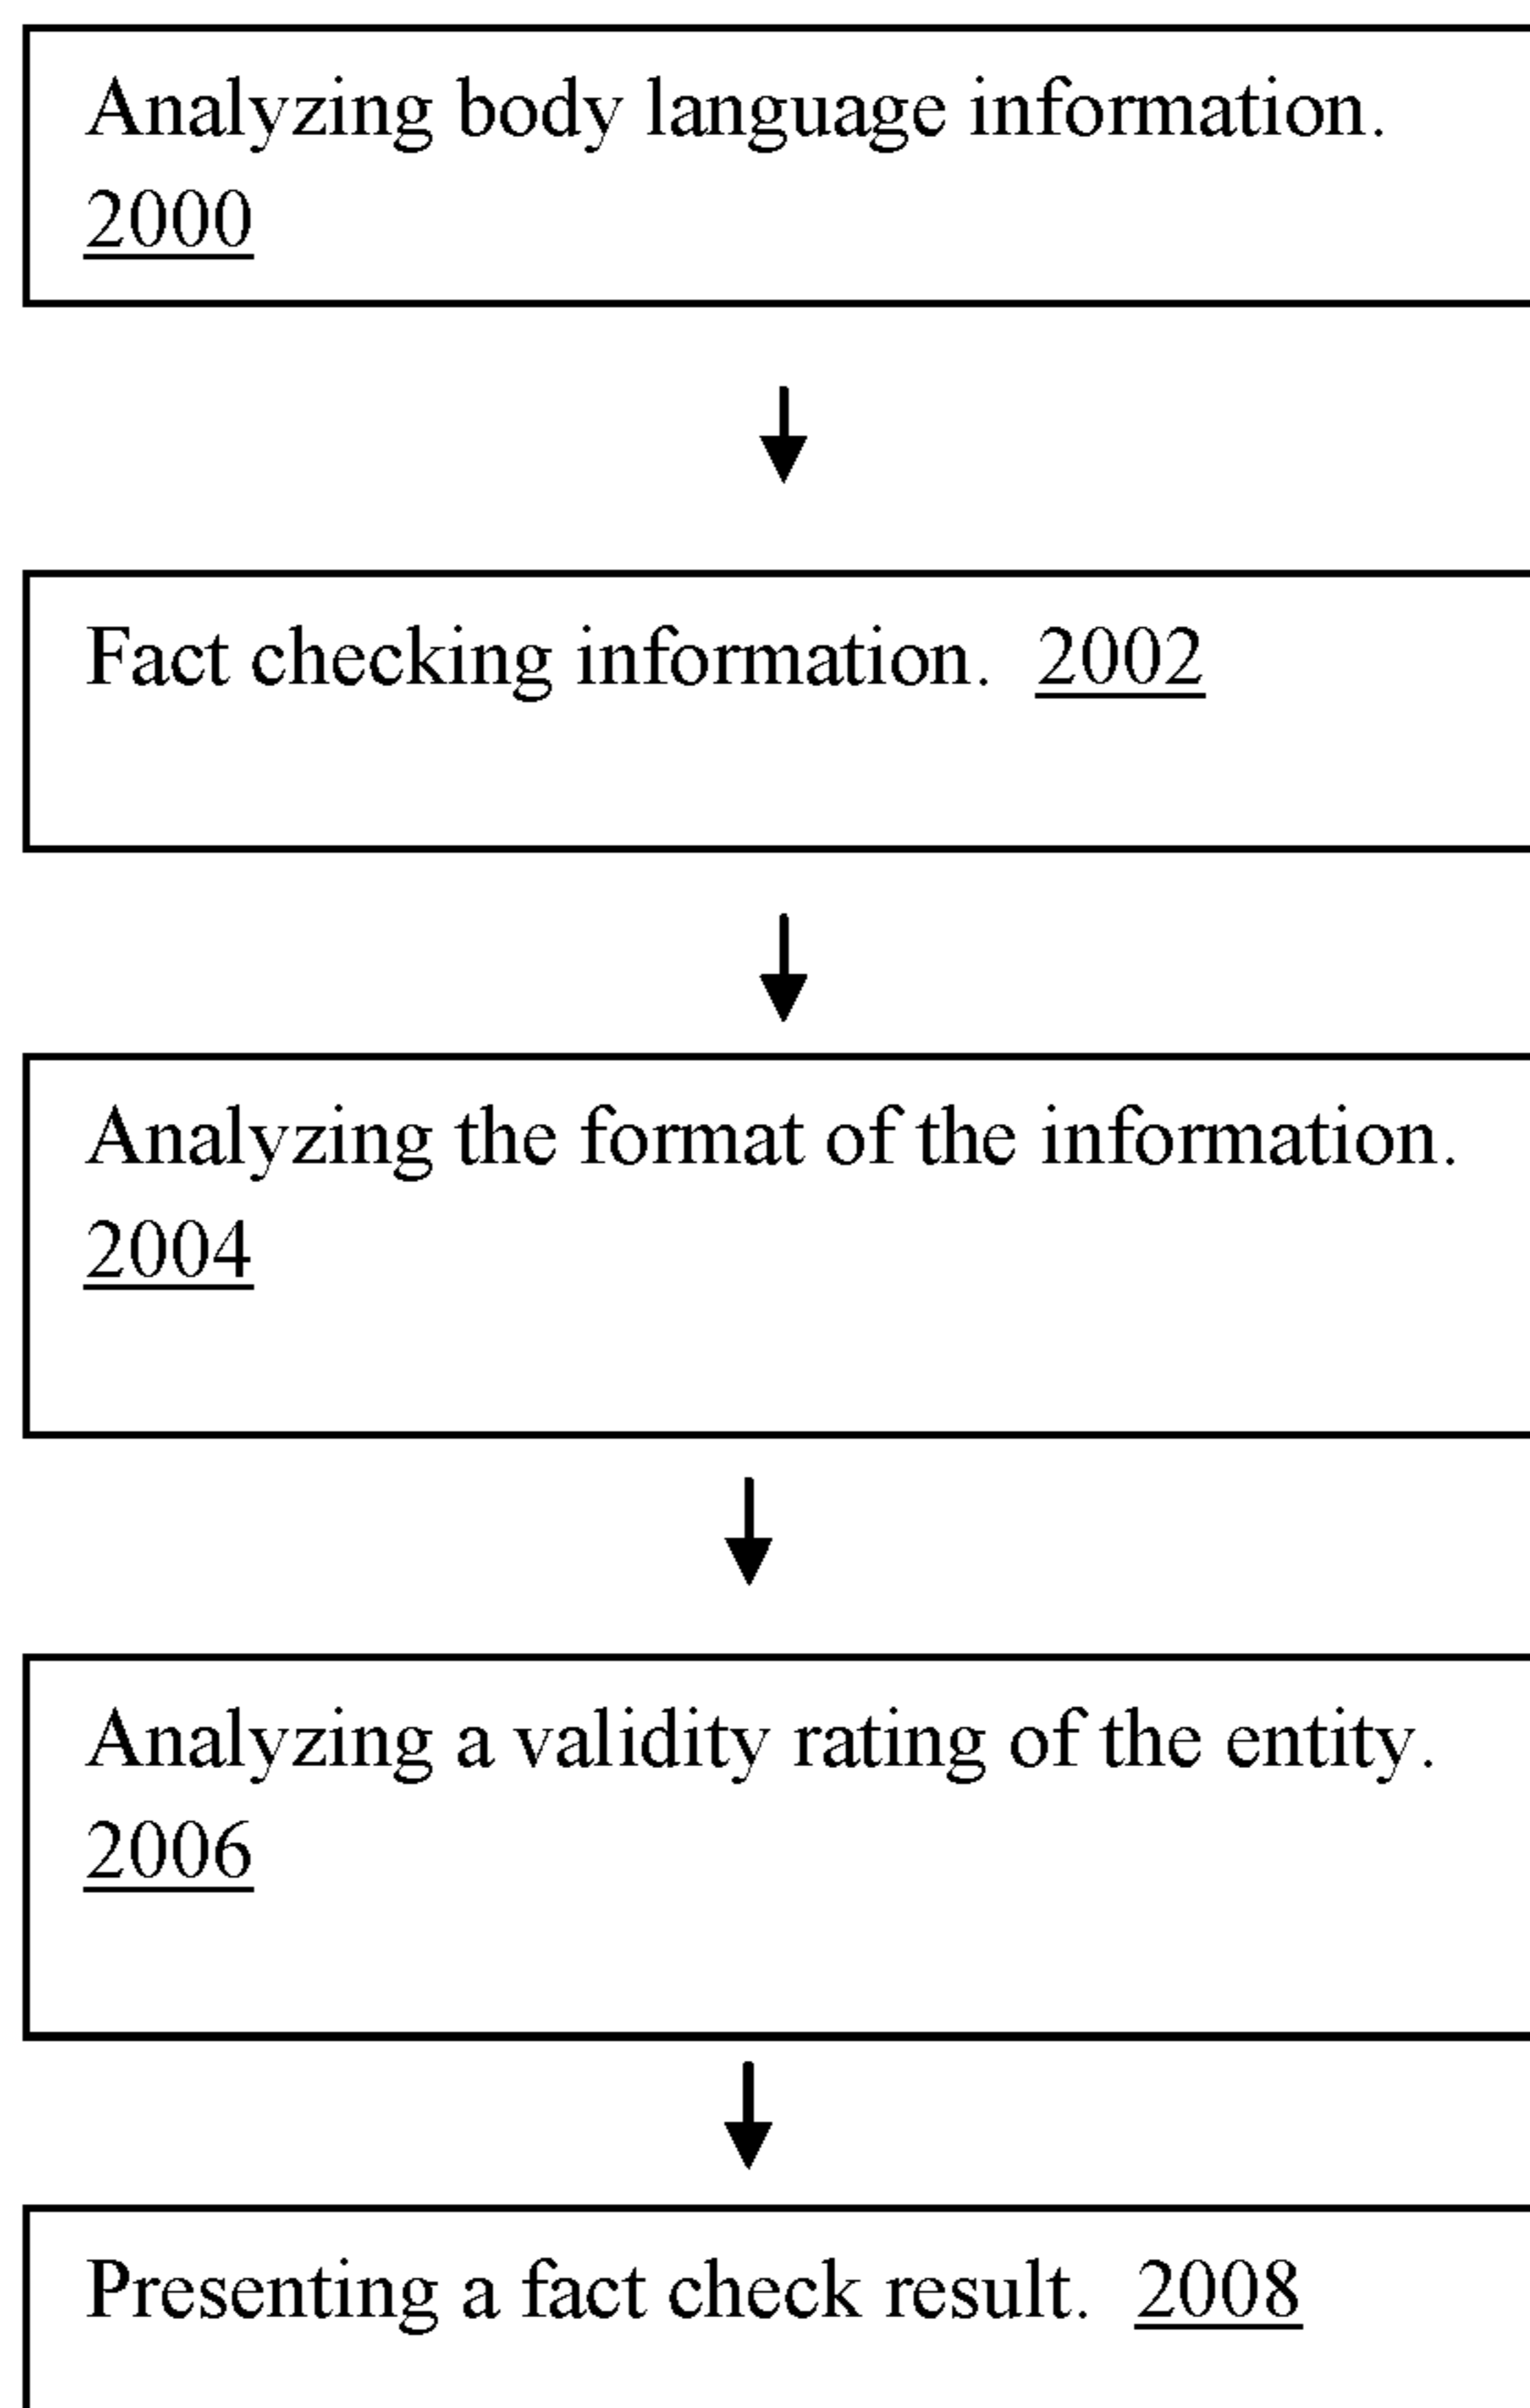 Analyzing body language information.
2000
Fact checking information. 2002
Analyzing the format of the information.
2004
Analyzing a validity rating of the entity.
2006
Presenting a fact check result. 2008